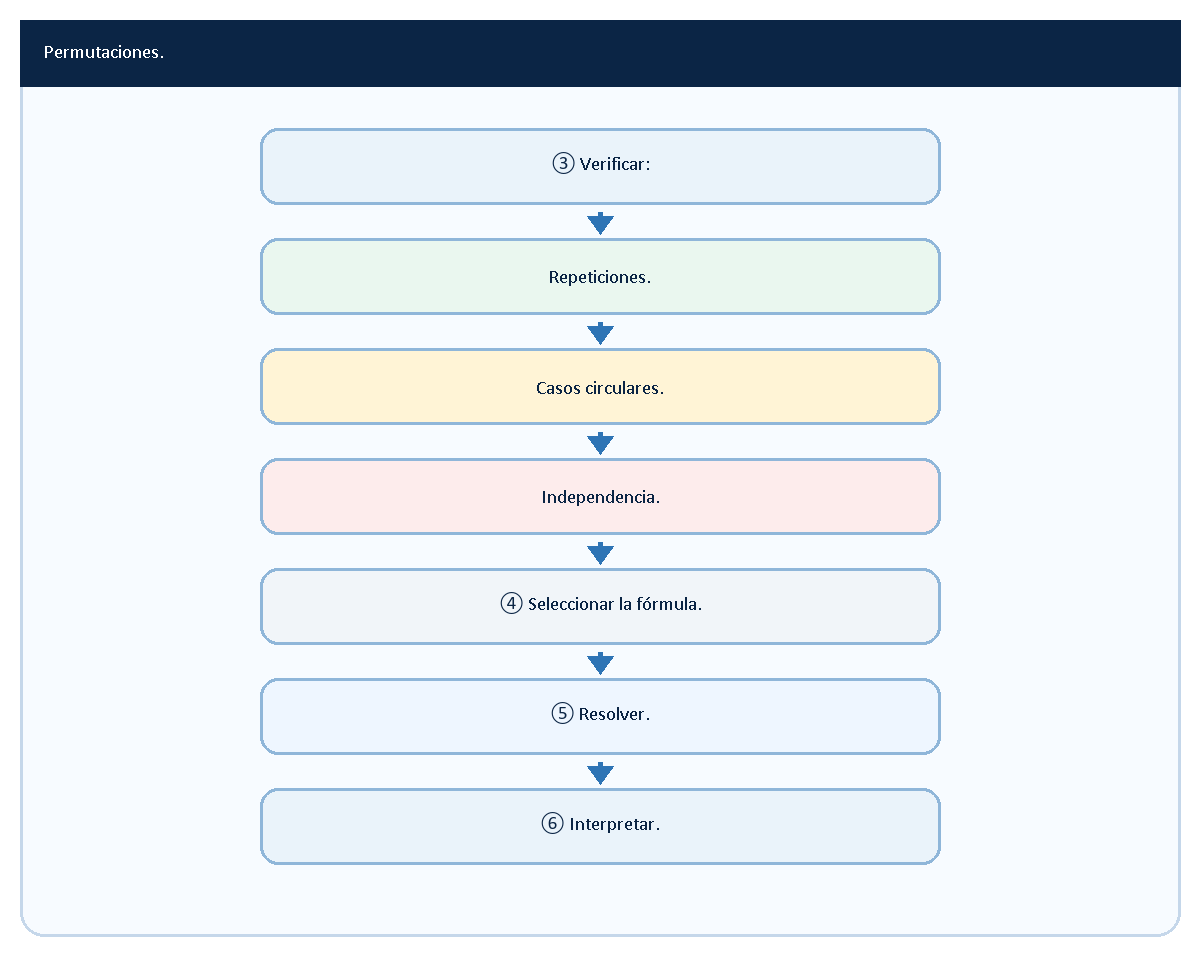 Permutaciones.
③ Verificar:
Repeticiones.
Casos circulares.
Independencia.
④ Seleccionar la fórmula.
⑤ Resolver.
⑥ Interpretar.